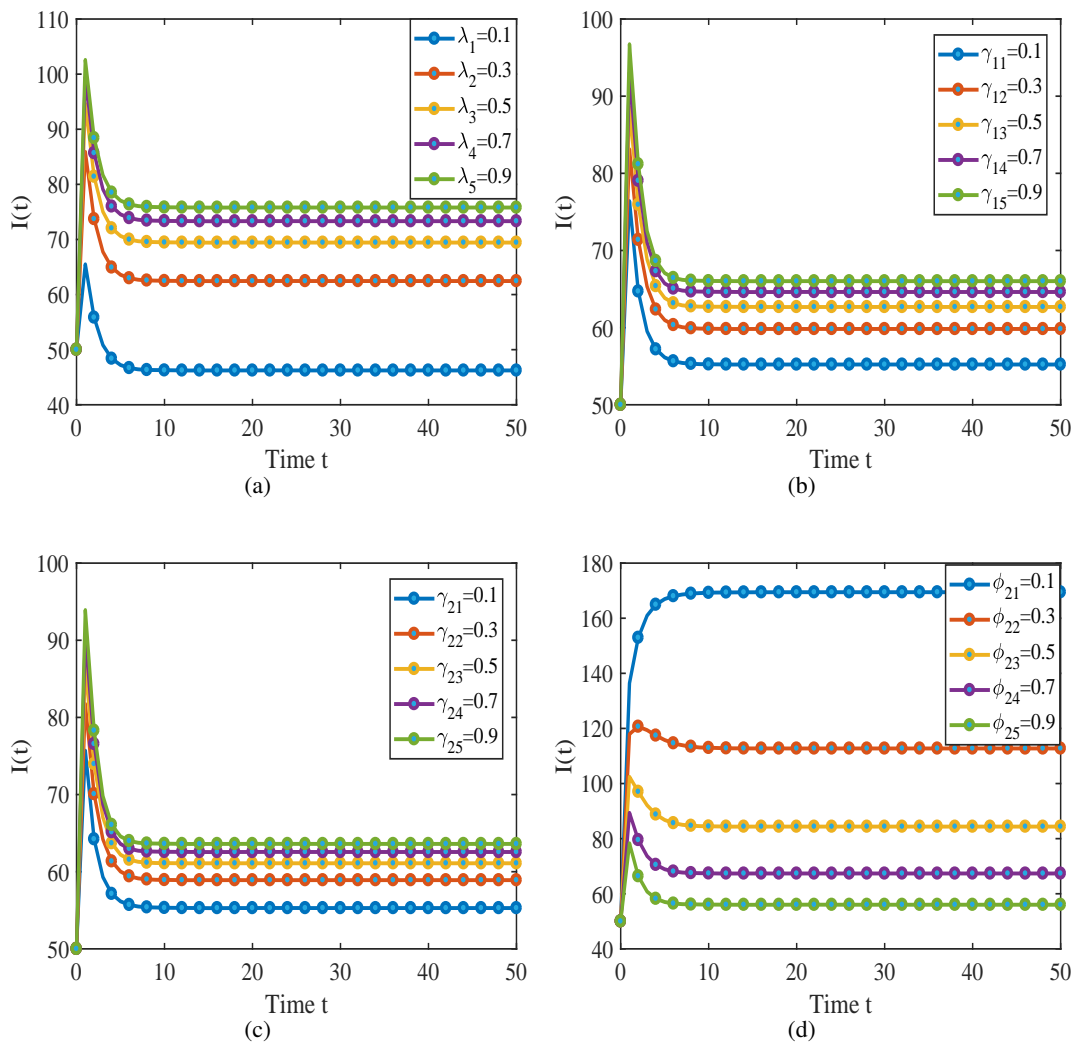 110
100
90
80
70
60
50
40
I(t)
0 10 20 30 40 50
Time t
λ₁=0.1
λ₂=0.3
λ₃=0.5
λ₄=0.7
λ₅=0.9
(a)
100
90
80
70
60
50
I(t)
0 10 20 30 40 50
Time t
γ₁₁=0.1
γ₁₂=0.3
γ₁₃=0.5
γ₁₄=0.7
γ₁₅=0.9
(b)
100
90
80
70
60
50
I(t)
0 10 20 30 40 50
Time t
γ₂₁=0.1
γ₂₂=0.3
γ₂₃=0.5
γ₂₄=0.7
γ₂₅=0.9
(c)
180
160
140
120
100
80
60
40
I(t)
0 10 20 30 40 50
Time t
ϕ₂₁=0.1
ϕ₂₂=0.3
ϕ₂₃=0.5
ϕ₂₄=0.7
ϕ₂₅=0.9
(d)